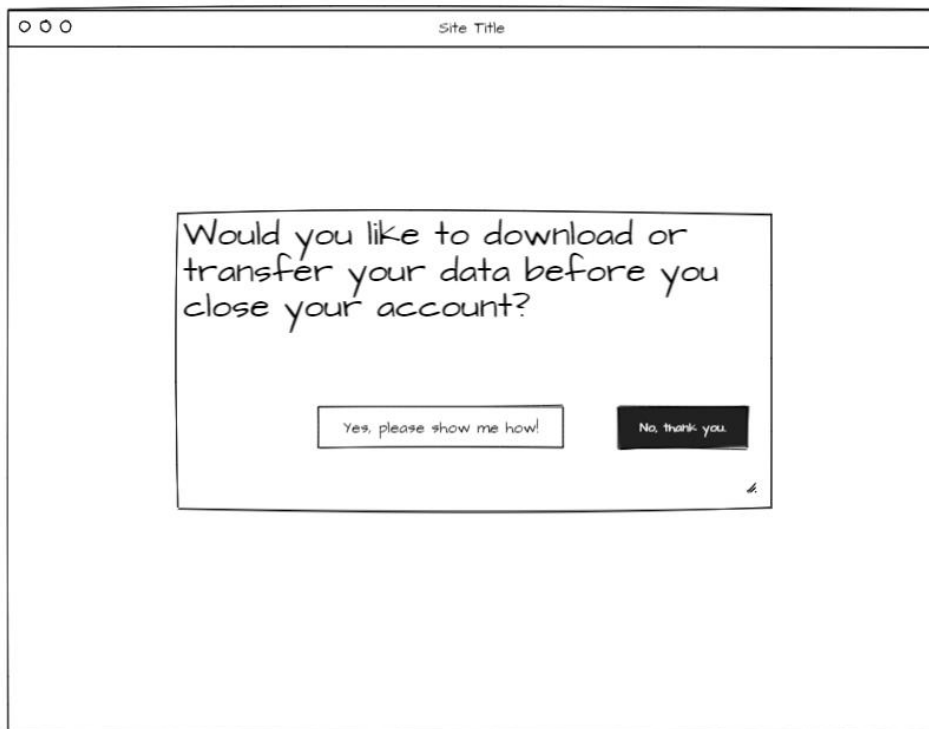 Site Title
Would you like to download or
transfer your data before you
close your account?
Yes, please show me how!
No, thank you.